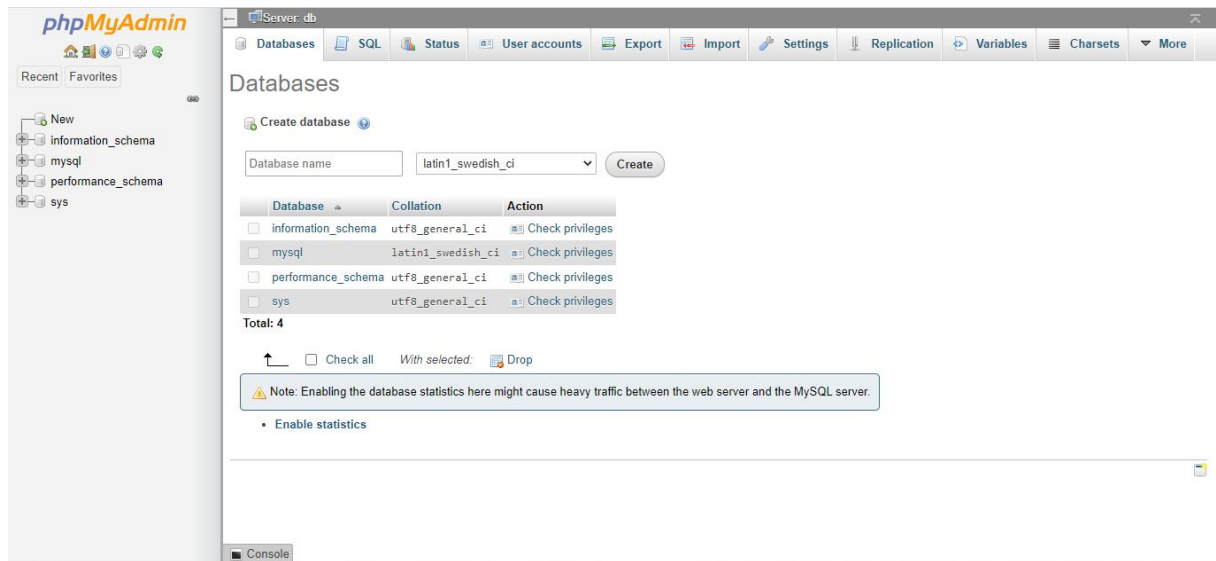 phpMyAdmin
Recent Favorites
New
information_schema
mysql
performance_schema
sys
Server: db
Databases SQL Status User accounts Export Import Settings Replication Variables Charsets More
Databases
Create database
Database name latin1_swedish_ci Create
Database Collation Action
information_schema utf8_general_ci Check privileges
mysql latin1_swedish_ci Check privileges
performance_schema utf8_general_ci Check privileges
sys utf8_general_ci Check privileges
Total: 4
Check all With selected: Drop
Note: Enabling the database statistics here might cause heavy traffic between the web server and the MySQL server.
• Enable statistics
Console